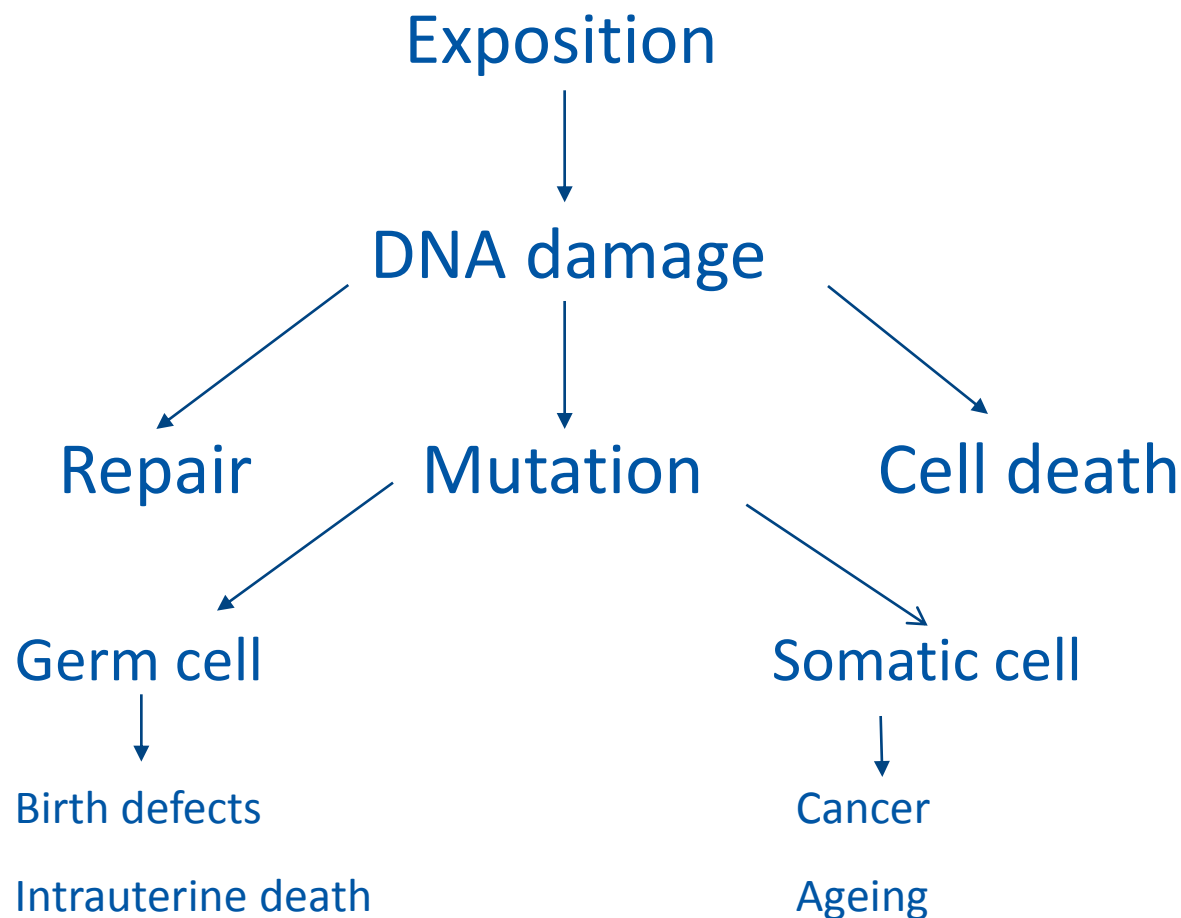 Exposition
DNA damage
Repair
Mutation
Cell death
Germ cell
Somatic cell
Birth defects
Cancer
Intrauterine death
Ageing